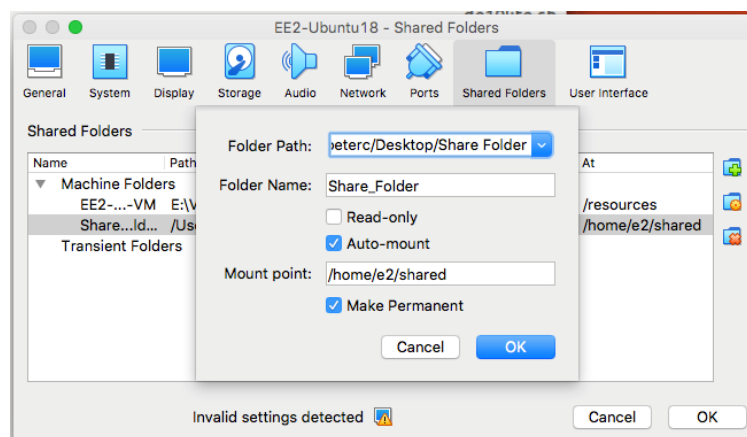 EE2-Ubuntu18 - Shared Folders
General System Display Storage Audio Network Ports Shared Folders User Interface
Shared Folders
Name Path At
Machine Folders
EE2-...-VM E:\V /resources
Share...ld... /Use /home/e2/shared
Transient Folders
Folder Path: peterc/Desktop/Share Folder
Folder Name: Share_Folder
Read-only
Auto-mount
Mount point: /home/e2/shared
Make Permanent
Cancel OK
Invalid settings detected Cancel OK